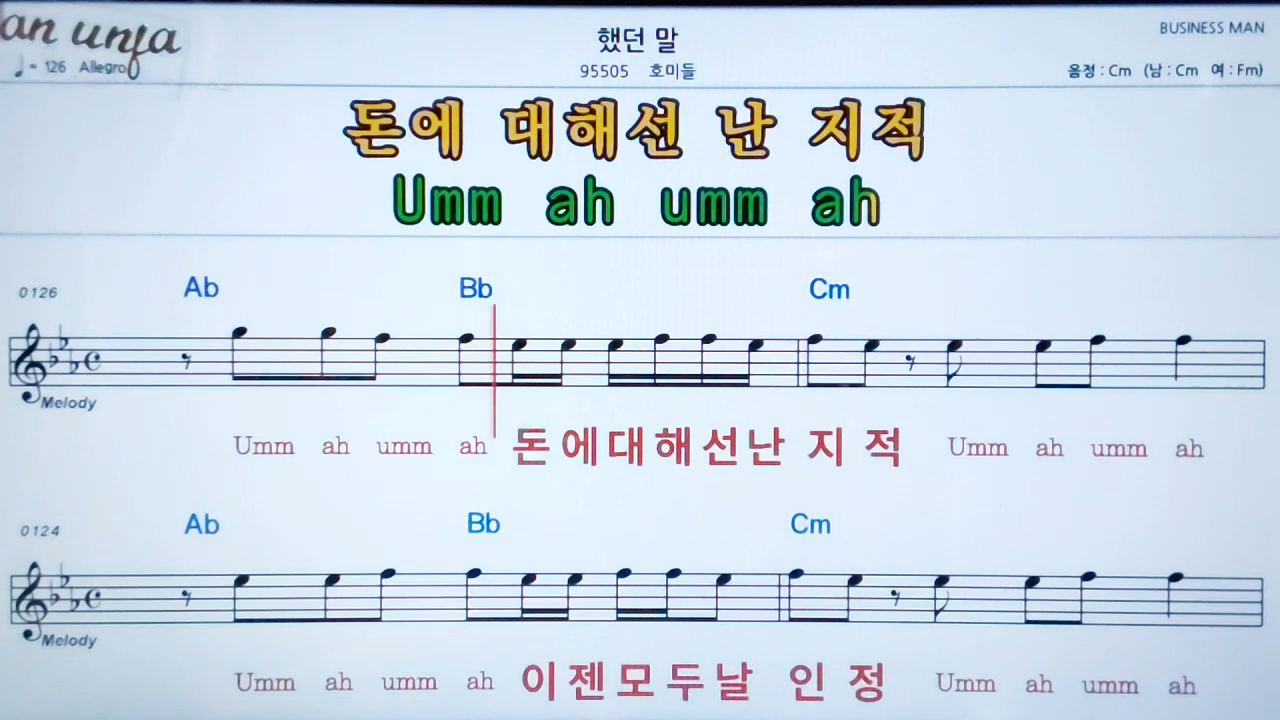 an unja
BUSINESS MAN
했던 말
♩= 126 Allegro
95505 호미들
음정 : Cm (남 : Cm 여 : Fm)
돈에 대해선 난 지적
Umm ah umm ah
0126 Ab Bb Cm
Melody
Umm ah umm ah 돈에대해선난 지 적 Umm ah umm ah
0124 Ab Bb Cm
Melody
Umm ah umm ah 이젠모두날 인 정 Umm ah umm ah